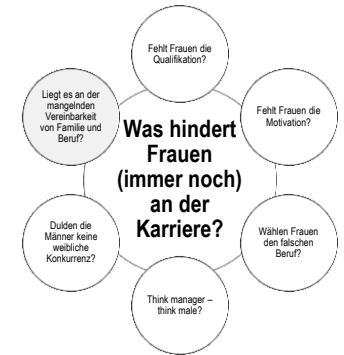 Fehlt Frauen die
Qualifikation?
Fehlt Frauen die
Motivation?
Wählen Frauen
den falschen
Beruf?
Think manager –
think male?
Dulden die
Männer keine
weibliche
Konkurrenz?
Liegt es an der
mangelnden
Vereinbarkeit
von Familie und
Beruf?
Was hindert
Frauen
(immer noch)
an der
Karriere?